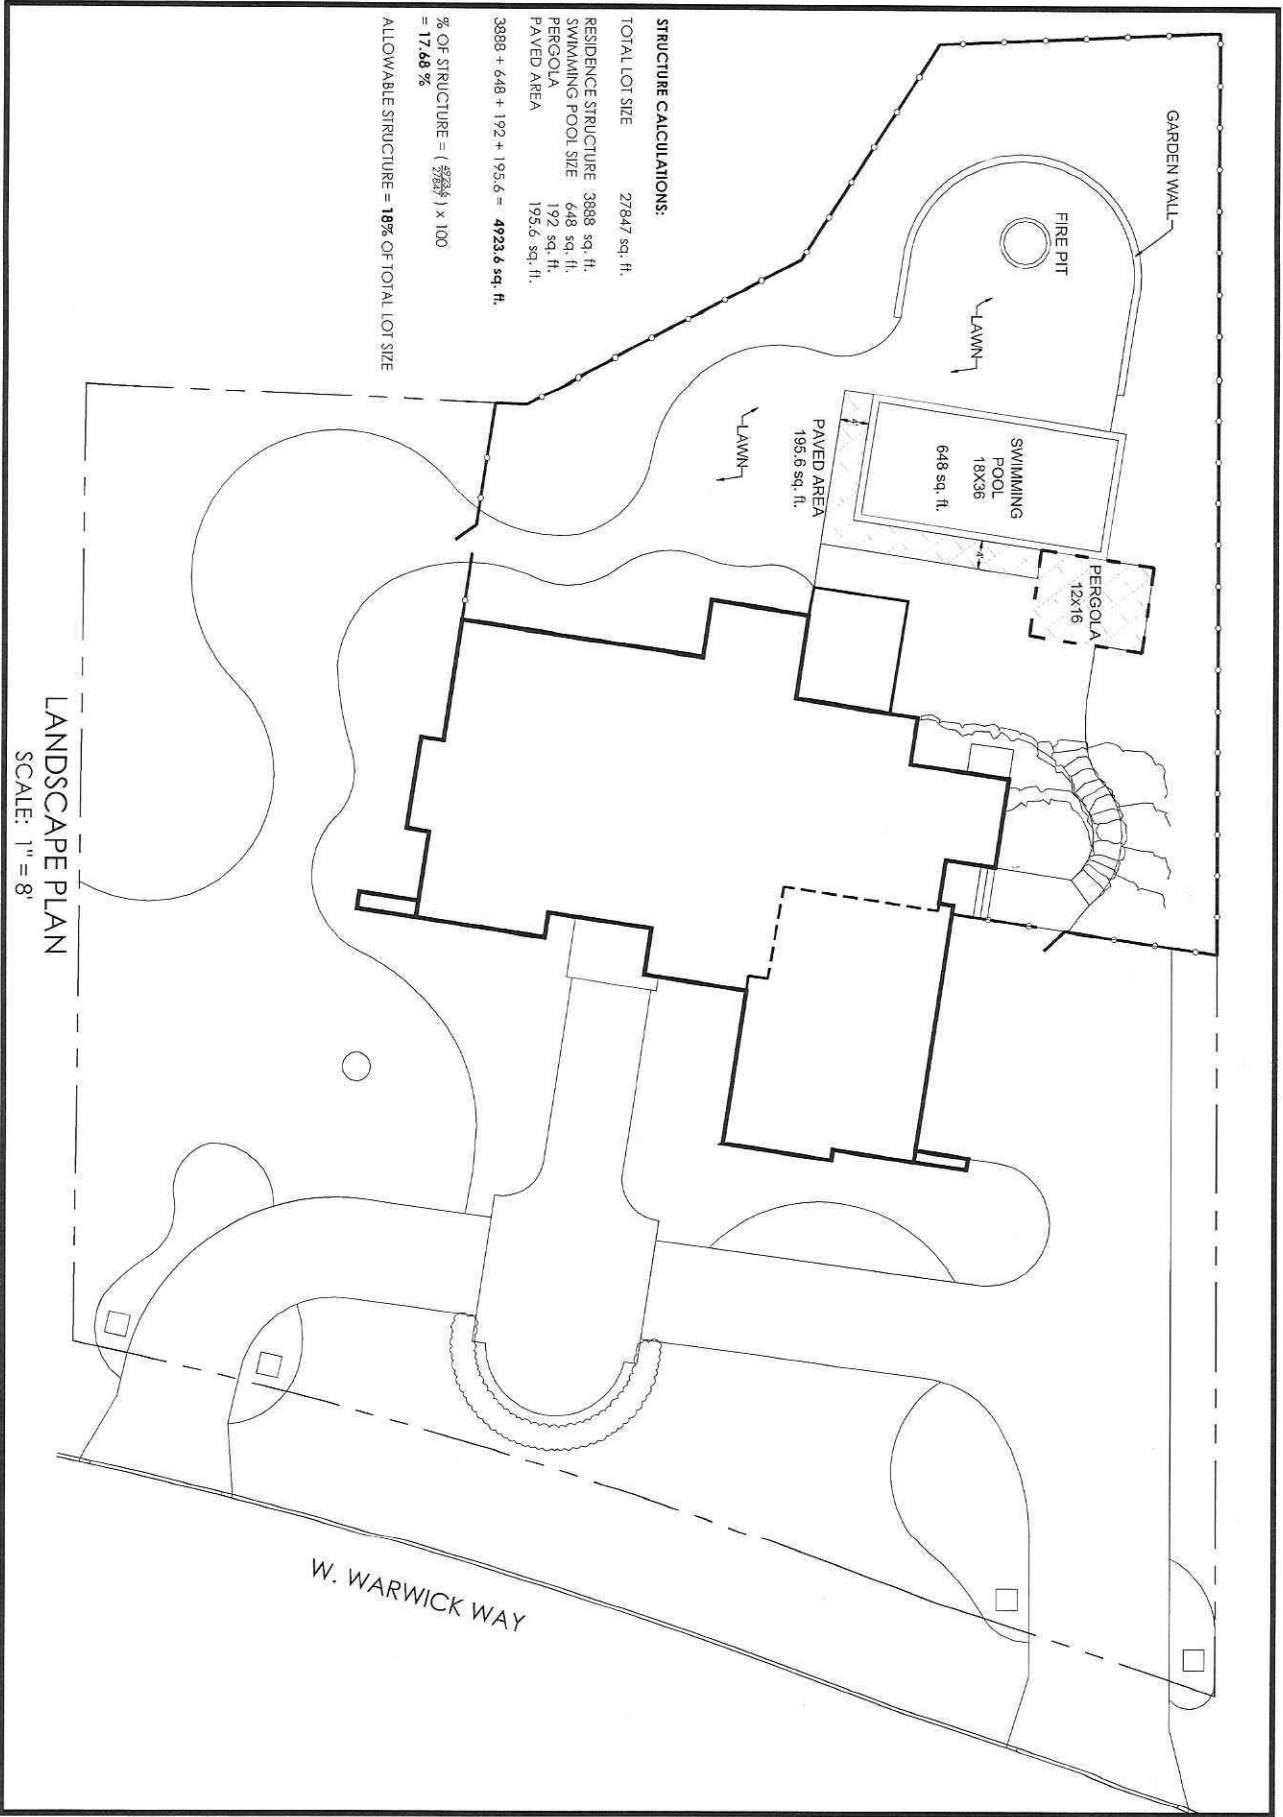 STRUCTURE CALCULATIONS:
TOTAL LOT SIZE 27847 sq. ft.
RESIDENCE STRUCTURE 3888 sq. ft.
SWIMMING POOL SIZE 648 sq. ft.
PERGOLA 192 sq. ft.
PAVED AREA 195.6 sq. ft.
3888 + 648 + 192 + 195.6 = 4923.6 sq. ft.
% OF STRUCTURE = ( 4923.6 / 27847 ) x 100
= 17.68 %
ALLOWABLE STRUCTURE = 18% OF TOTAL LOT SIZE
GARDEN WALL
FIRE PIT
LAWN
SWIMMING
POOL
18X36
648 sq. ft.
4'
PAVED AREA
195.6 sq. ft.
LAWN
4'
PERGOLA
12X16
W. WARWICK WAY
LANDSCAPE PLAN
SCALE: 1" = 8'